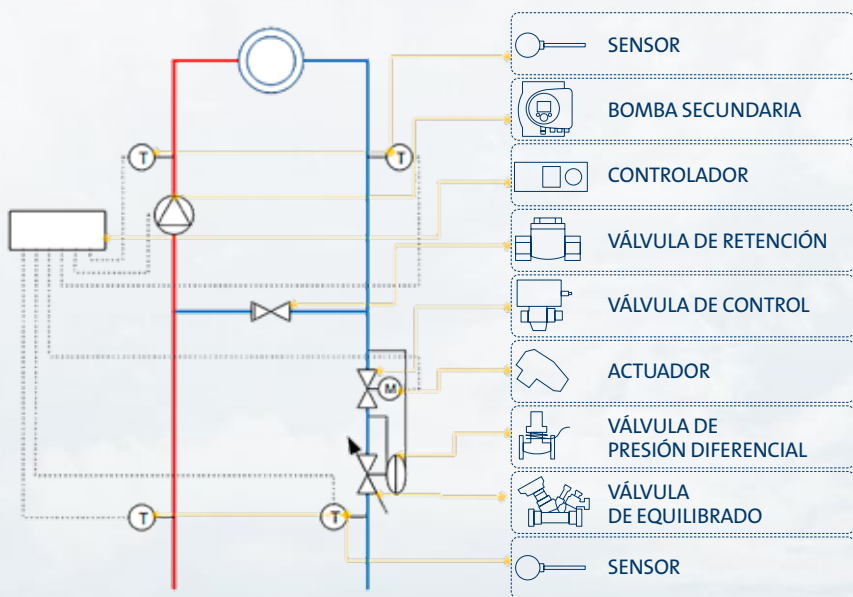 SENSOR
BOMBA SECUNDARIA
T
T
CONTROLADOR
VÁLVULA DE RETENCIÓN
VÁLVULA DE CONTROL
M
ACTUADOR
VÁLVULA DE
PRESIÓN DIFERENCIAL
VÁLVULA
DE EQUILIBRADO
T
T
SENSOR